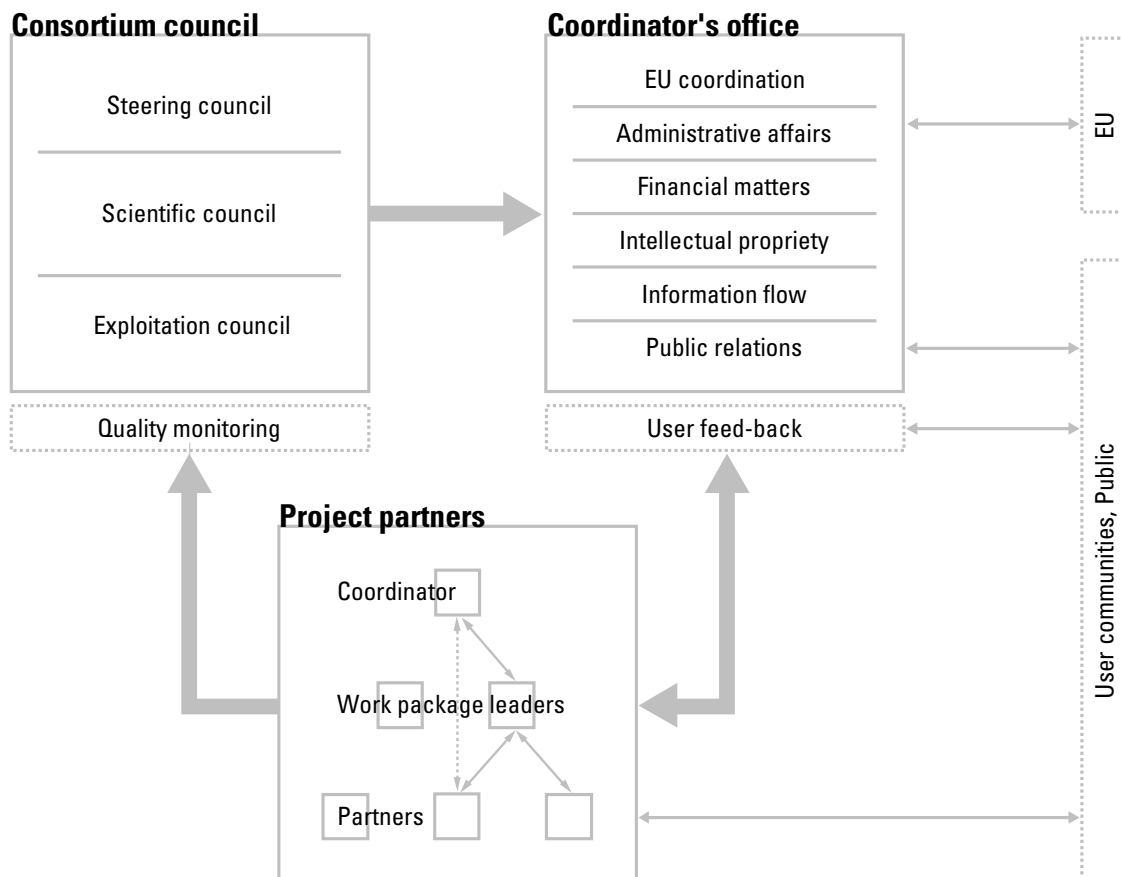 Consortium council
Steering council
Scientific council
Exploitation council
Quality monitoring
Coordinator's office
EU coordination
Administrative affairs
Financial matters
Intellectual propriety
Information flow
Public relations
User feed-back
EU
User communities, Public
Project partners
Coordinator
Work package leaders
Partners